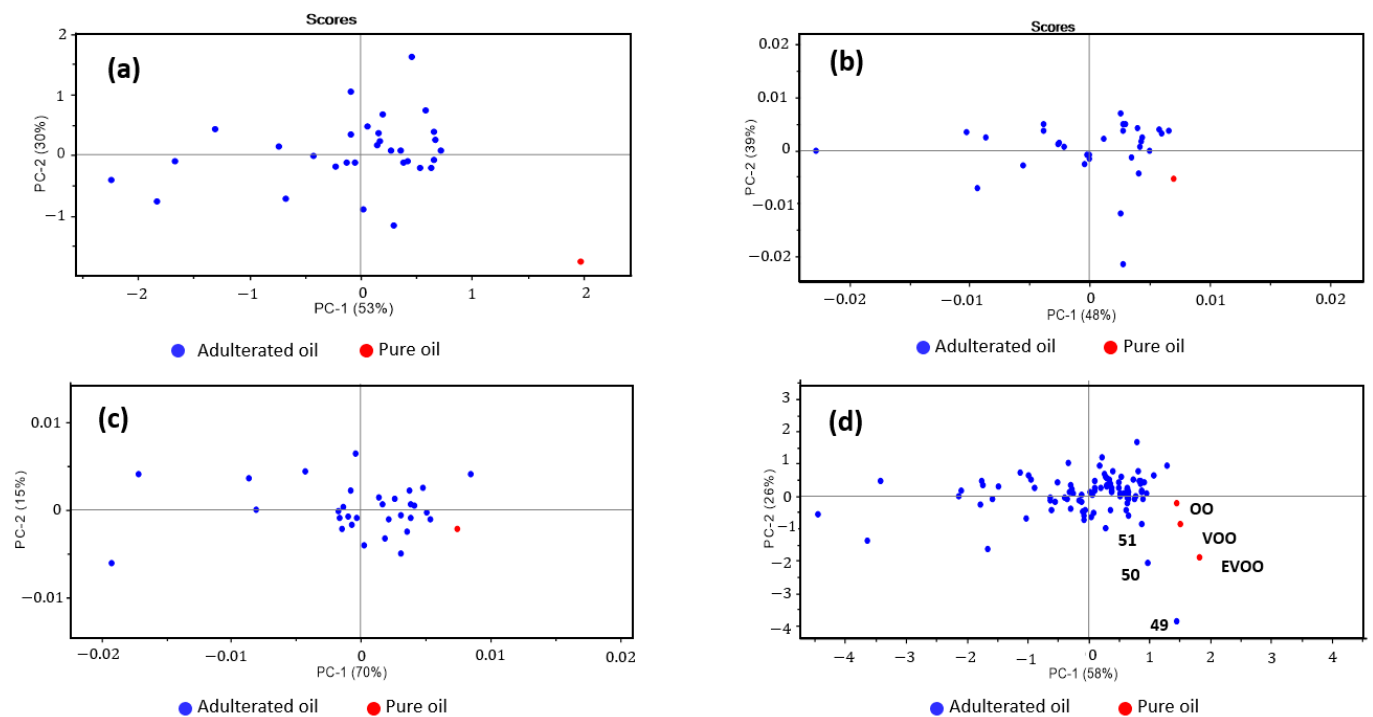 Scores
(a)
2
1
0
−1
PC-2 (30%)
−2
−1
0
1
2
PC-1 (53%)
Adulterated oil
Pure oil
Scores
(b)
0.02
0.01
0
−0.01
−0.02
PC-2 (39%)
−0.02
−0.01
0
0.01
0.02
PC-1 (48%)
Adulterated oil
Pure oil
(c)
0.01
0
−0.01
PC-2 (15%)
−0.02
−0.01
0
0.01
0.02
PC-1 (70%)
Adulterated oil
Pure oil
(d)
3
2
1
0
−1
−2
−3
−4
PC-2 (26%)
OO
VOO
EVOO
51
50
49
−4
−3
−2
−1
0
1
2
3
4
PC-1 (58%)
Adulterated oil
Pure oil